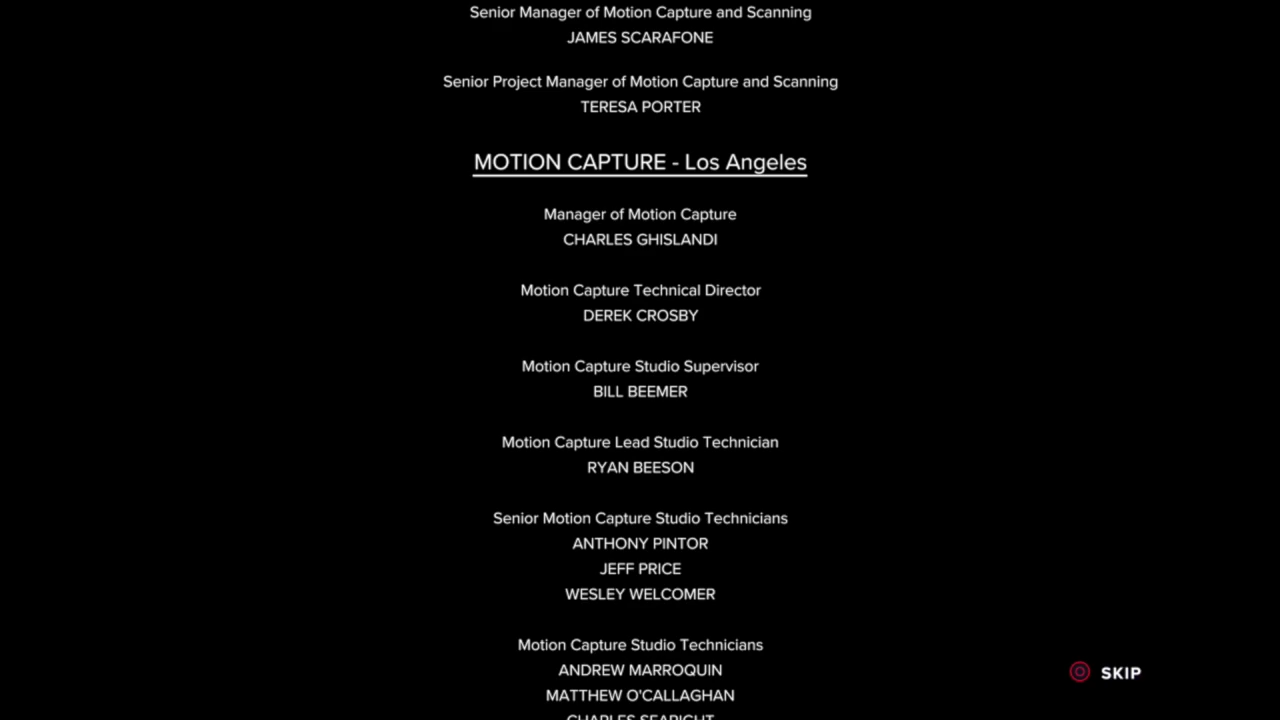 Senior Manager of Motion Capture and Scanning
JAMES SCARAFONE
Senior Project Manager of Motion Capture and Scanning
TERESA PORTER
MOTION CAPTURE - Los Angeles
Manager of Motion Capture
CHARLES GHISLANDI
Motion Capture Technical Director
DEREK CROSBY
Motion Capture Studio Supervisor
BILL BEEMER
Motion Capture Lead Studio Technician
RYAN BEESON
Senior Motion Capture Studio Technicians
ANTHONY PINTOR
JEFF PRICE
WESLEY WELCOMER
Motion Capture Studio Technicians
ANDREW MARROQUIN
MATTHEW O'CALLAGHAN
CHARLES SEARIGHT
SKIP